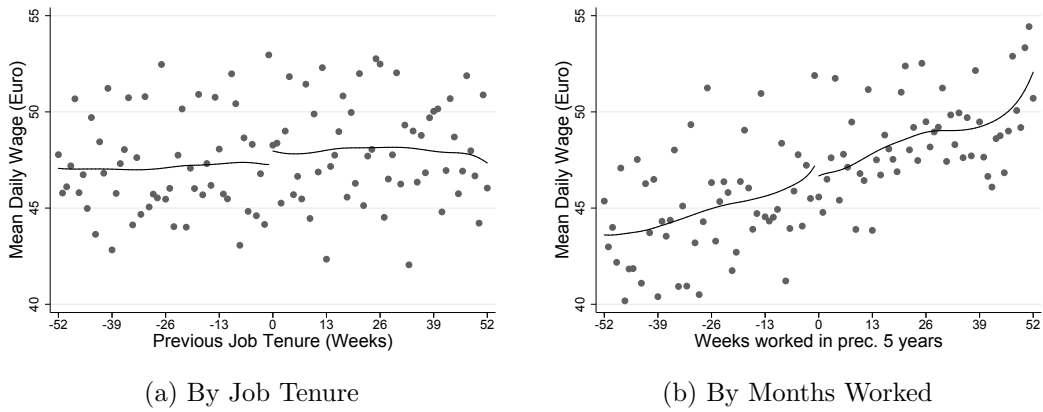 55
50
45
40
Mean Daily Wage (Euro)
-52 -39 -26 -13 0 13 26 39 52
Previous Job Tenure (Weeks)
(a) By Job Tenure
55
50
45
40
Mean Daily Wage (Euro)
-52 -39 -26 -13 0 13 26 39 52
Weeks worked in prec. 5 years
(b) By Months Worked